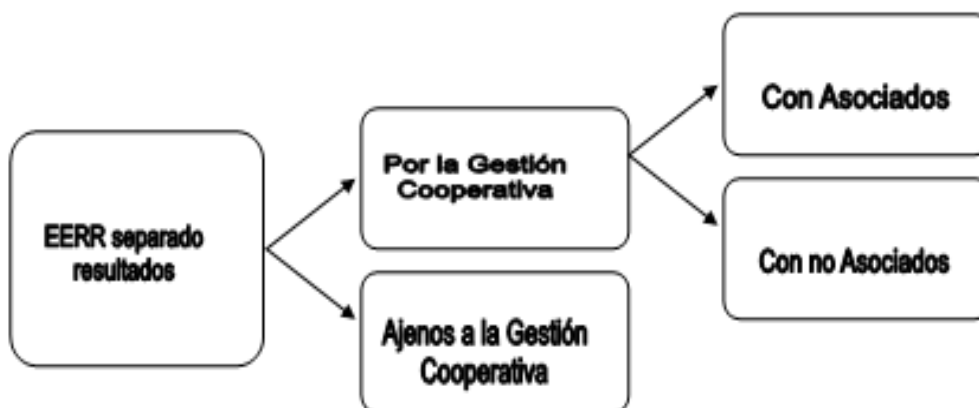 EERR separado
resultados
Por la Gestión
Cooperativa
Ajenos a la Gestión
Cooperativa
Con Asociados
Con no Asociados